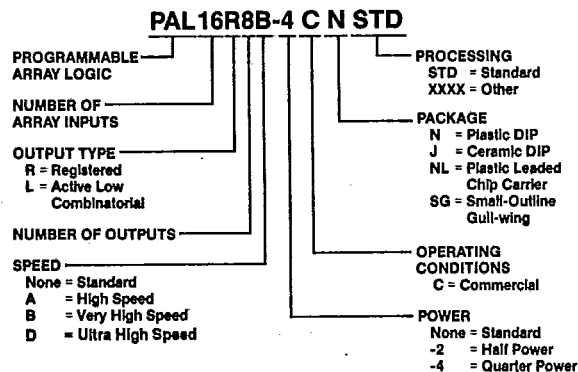 PAL16R8B-4 C N STD
PROGRAMMABLE
ARRAY LOGIC
NUMBER OF
ARRAY INPUTS
OUTPUT TYPE
R = Registered
L = Active Low
Combinatorial
NUMBER OF OUTPUTS
SPEED
None = Standard
A = High Speed
B = Very High Speed
D = Ultra High Speed
PROCESSING
STD = Standard
XXXX = Other
PACKAGE
N = Plastic DIP
J = Ceramic DIP
NL = Plastic Leaded
Chip Carrier
SG = Small-Outline
Gull-wing
OPERATING
CONDITIONS
C = Commercial
POWER
None = Standard
-2 = Half Power
-4 = Quarter Power